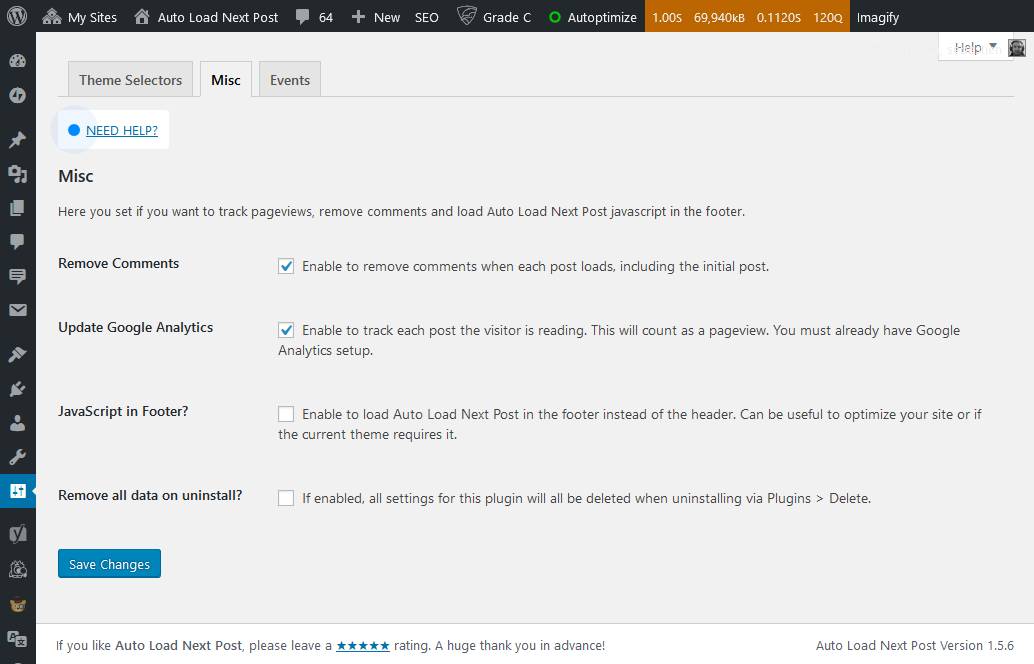 My Sites Auto Load Next Post 64 New SEO Grade C Autoptimize 1.00S 69,940kB 0.1120S 120Q Imagify
Help
Theme Selectors Misc Events
NEED HELP?
Misc
Here you set if you want to track pageviews, remove comments and load Auto Load Next Post javascript in the footer.
Remove Comments Enable to remove comments when each post loads, including the initial post.
Update Google Analytics Enable to track each post the visitor is reading. This will count as a pageview. You must already have Google
Analytics setup.
JavaScript in Footer? Enable to load Auto Load Next Post in the footer instead of the header. Can be useful to optimize your site or if
the current theme requires it.
Remove all data on uninstall? If enabled, all settings for this plugin will all be deleted when uninstalling via Plugins > Delete.
Save Changes
If you like Auto Load Next Post, please leave a ★★★★★ rating. A huge thank you in advance! Auto Load Next Post Version 1.5.6